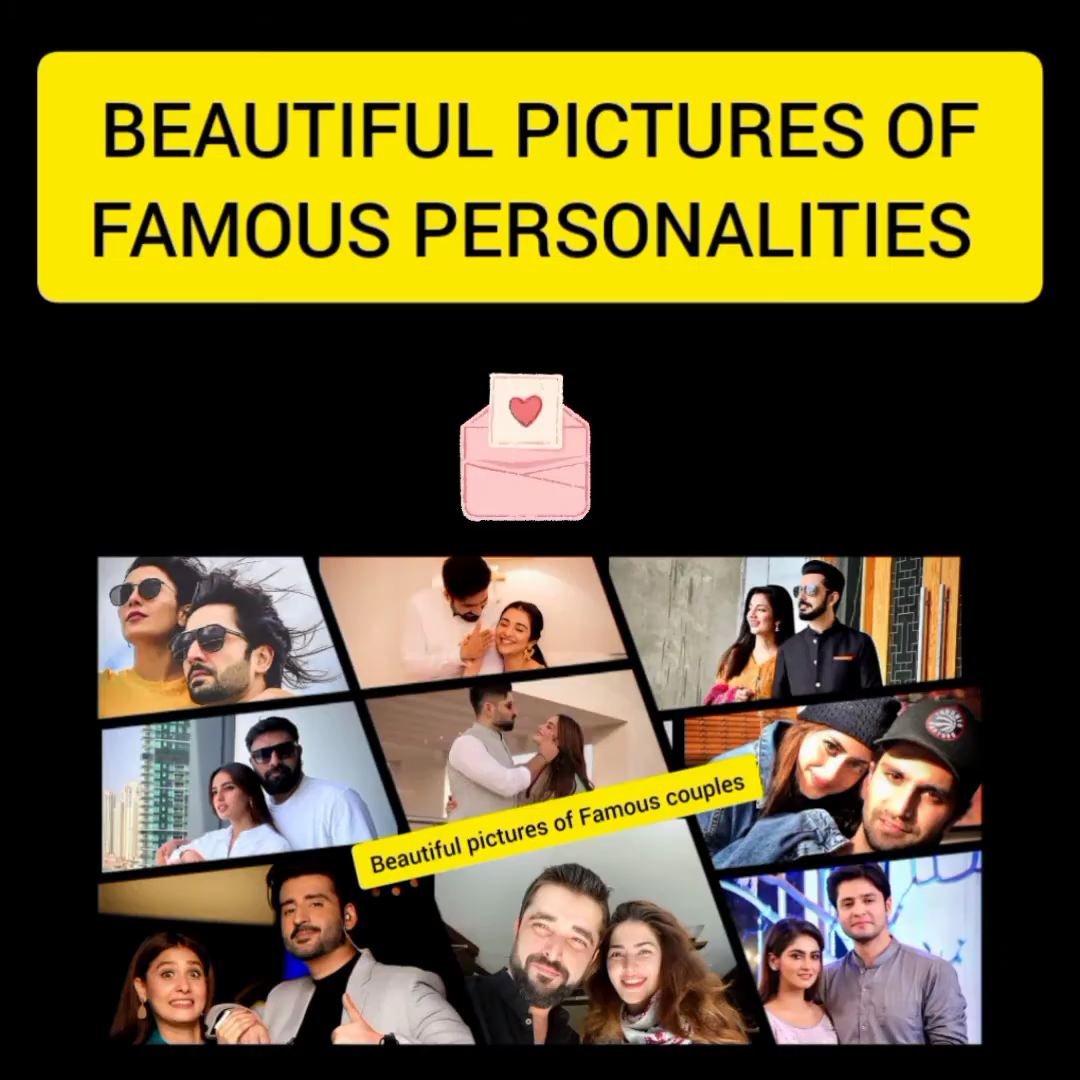 BEAUTIFUL PICTURES OF
FAMOUS PERSONALITIES
Beautiful pictures of Famous couples